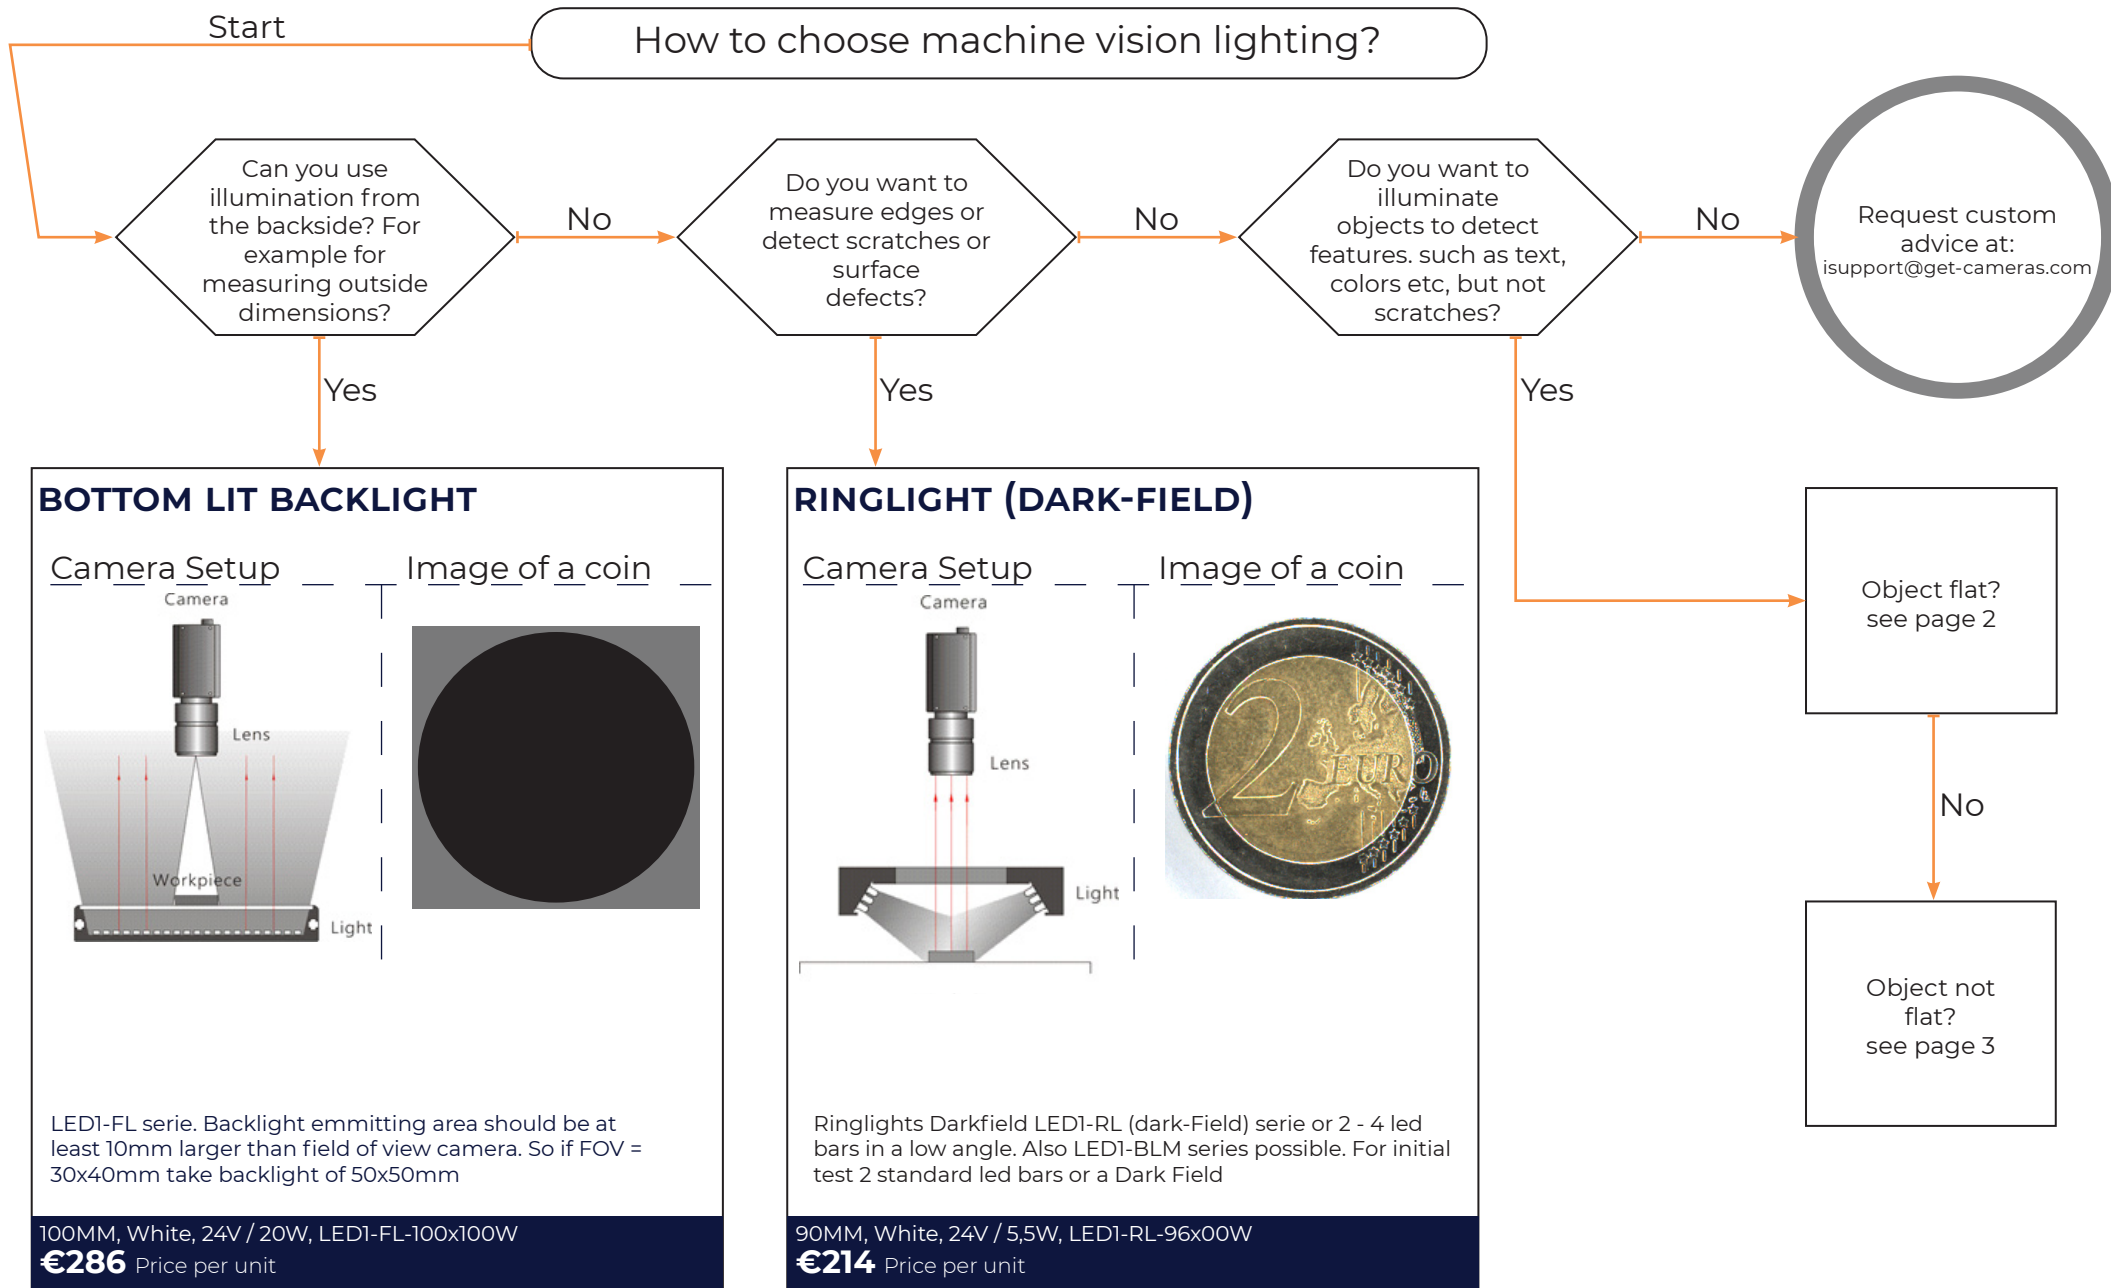 Start
How to choose machine vision lighting?
Can you use
illumination from
the backside? For
example for
measuring outside
dimensions?
No
Do you want to
measure edges or
detect scratches or
surface
defects?
No
Do you want to
illuminate
objects to detect
features. such as text,
colors etc, but not
scratches?
No
Request custom
advice at:
isupport@get-cameras.com
Yes
Yes
Yes
BOTTOM LIT BACKLIGHT
Camera Setup
Image of a coin
Camera
Lens
Workpiece
Light
LED1-FL serie. Backlight emmitting area should be at
least 10mm larger than field of view camera. So if FOV =
30x40mm take backlight of 50x50mm
100MM, White, 24V / 20W, LED1-FL-100x100W
€286 Price per unit
RINGLIGHT (DARK-FIELD)
Camera Setup
Image of a coin
Camera
Lens
Light
2 EURO
Ringlights Darkfield LED1-RL (dark-Field) serie or 2 - 4 led
bars in a low angle. Also LED1-BLM series possible. For initial
test 2 standard led bars or a Dark Field
90MM, White, 24V / 5,5W, LED1-RL-96x00W
€214 Price per unit
Object flat?
see page 2
No
Object not
flat?
see page 3